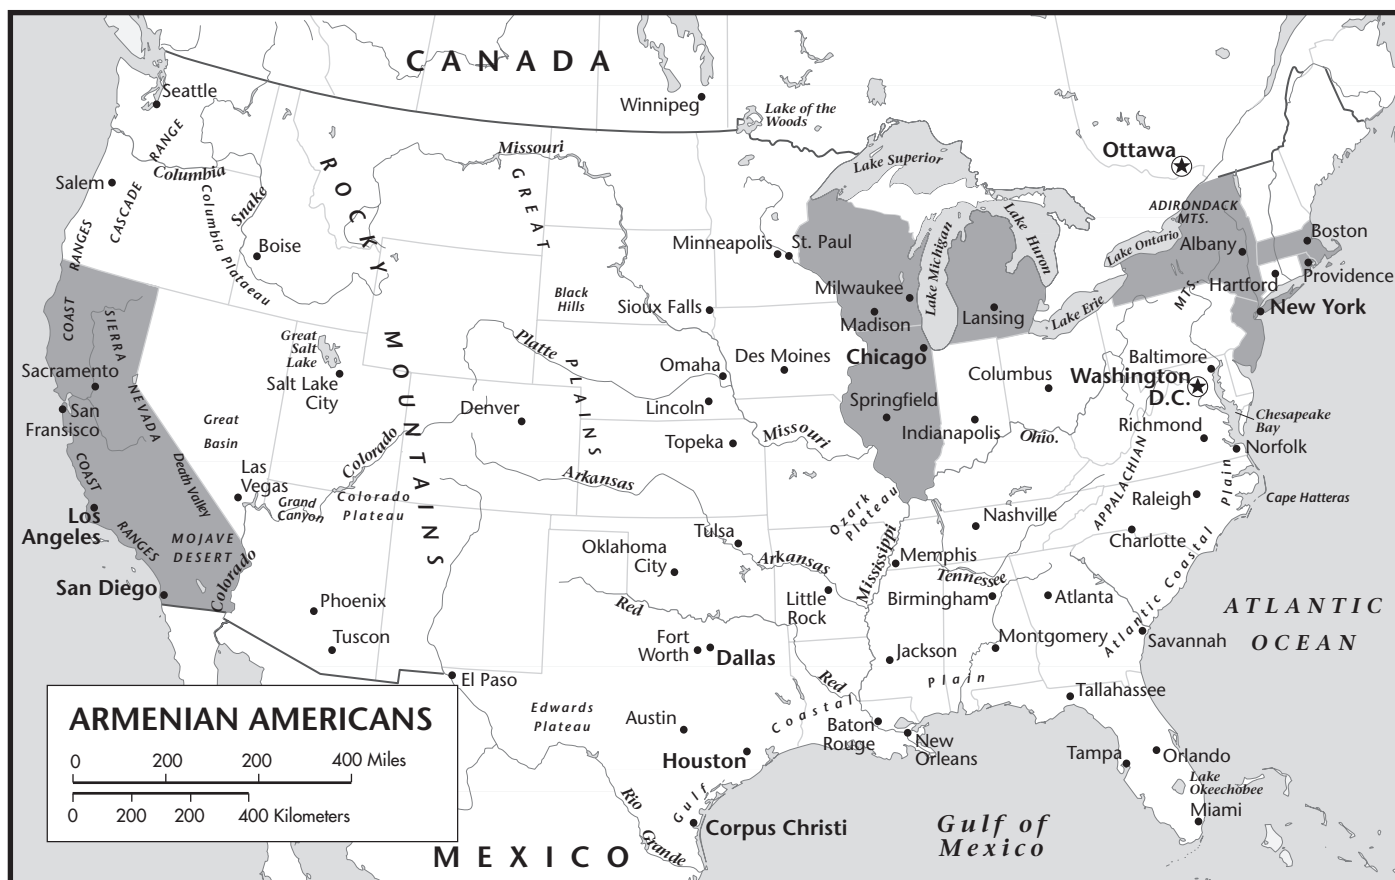 CANADA
Seattle
Winnipeg
Lake of the
Woods
RANGE
Missouri
Ottawa
Lake Superior
ROCKY
Columbia
Salem
CASCADE
Columbia Plataeau
Snake
GREAT
ADIRONDACK
MTS.
RANGES
Boise
Minneapolis
St. Paul
Lake Michigan
Lake Huron
Lake Ontario
Albany
Boston
Providence
Hartford
MTS.
New York
Black
Hills
Sioux Falls
Milwaukee
Madison
Lansing
Lake Erie
COAST
SIERRA
Great
Salt
Lake
MOUNTAINS
Platte
PLAINS
Omaha
Des Moines
Chicago
Baltimore
Washington
D.C.
Sacramento
Salt Lake
City
Columbus
San
Fransisco
NEVADA
Great
Basin
Denver
Lincoln
Springfield
Indianapolis
Ohio.
Richmond
Chesapeake
Bay
Norfolk
Topeka
Missouri
Colorado
COAST
Death Valley
Las
Vegas
Grand
Canyon
Colorado
Plateau
Arkansas
Ozark
Plateau
APPALACHIAN
Raleigh
Plain
Cape Hatteras
Los
Angeles
RANGES
MOJAVE
DESERT
Oklahoma
City
Tulsa
Arkansas
Mississippi
Nashville
Memphis
Charlotte
Tennessee
Atlantic Coastal
San Diego
Colorado
Phoenix
Tuscon
Red
Little
Rock
Birmingham
Atlanta
ATLANTIC
OCEAN
Fort
Worth
Dallas
Jackson
Montgomery
Savannah
El Paso
Red
Plain
Tallahassee
Edwards
Plateau
Austin
Coastal
Baton
Rouge
New
Orleans
Houston
Tampa
Orlando
Lake
Okeechobee
Miami
Rio
Grande
Gulf
Corpus Christi
Gulf of
Mexico
MEXICO
ARMENIAN AMERICANS
0 200 200 400 Miles
0 200 200 400 Kilometers